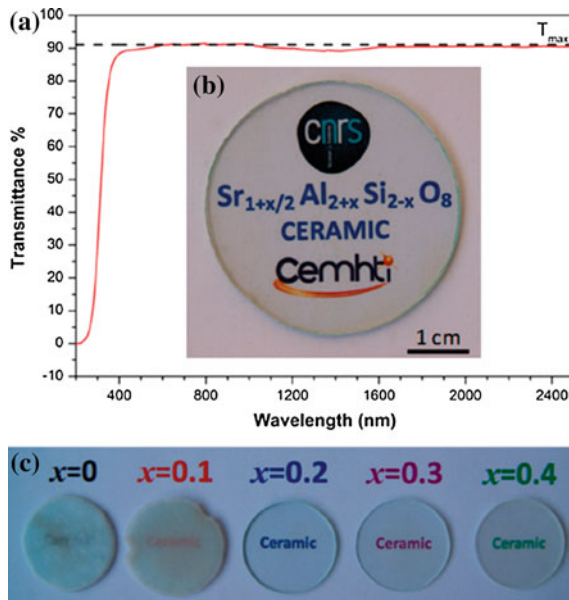 (a)
T max
100
90
80
70
60
50
40
30
20
10
0
-10
Transmittance %
(b)
cnrs
Sr1+x/2 Al2+x Si2-x O8
CERAMIC
Cemhti
1 cm
400 800 1200 1600 2000 2400
Wavelength (nm)
(c) x=0 x=0.1 x=0.2 x=0.3 x=0.4
Ceramic Ceramic Ceramic Ceramic